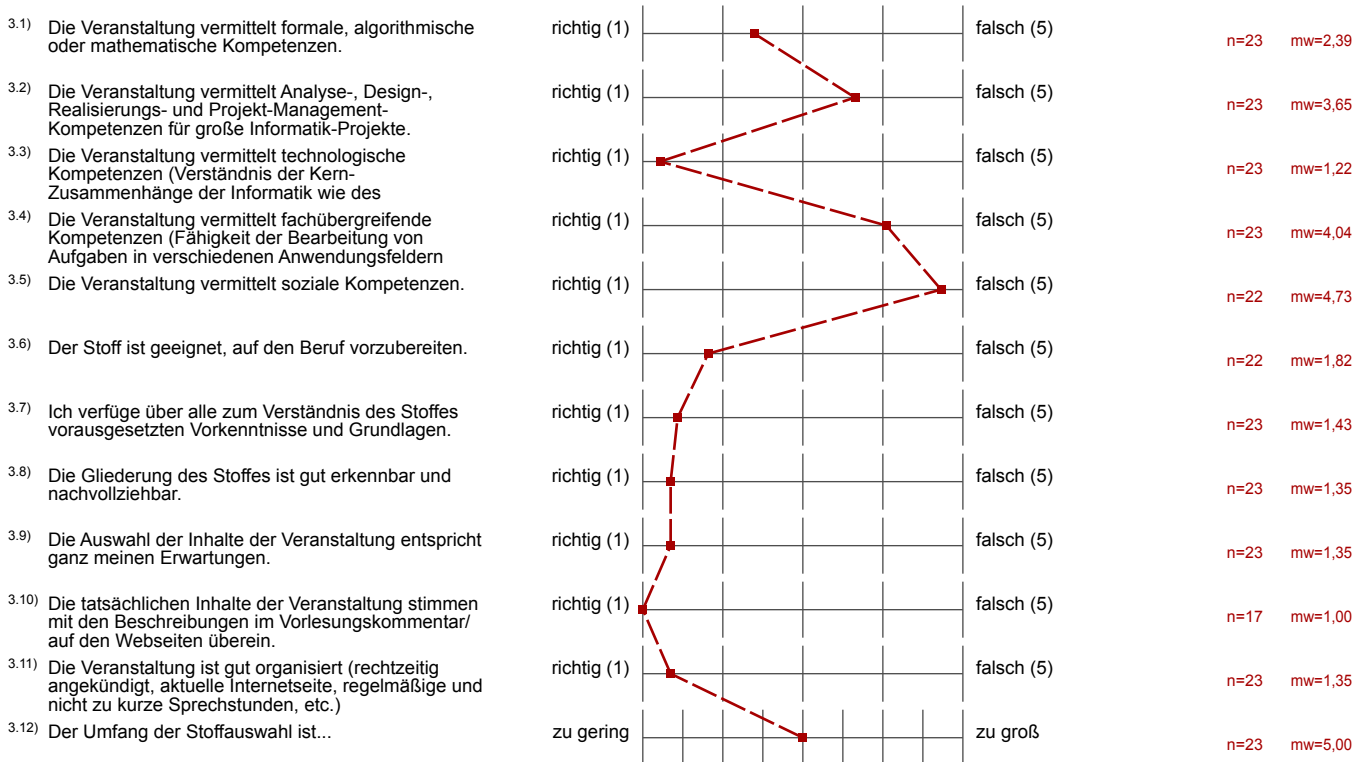 3.1) Die Veranstaltung vermittelt formale, algorithmische richtig (1) falsch (5)
oder mathematische Kompetenzen. n=23 mw=2,39
3.2) Die Veranstaltung vermittelt Analyse-, Design-, richtig (1) falsch (5)
Realisierungs- und Projekt-Management- n=23 mw=3,65
Kompetenzen für große Informatik-Projekte.
3.3) Die Veranstaltung vermittelt technologische richtig (1) falsch (5)
Kompetenzen (Verständnis der Kern- n=23 mw=1,22
Zusammenhänge der Informatik wie des
3.4) Die Veranstaltung vermittelt fachübergreifende richtig (1) falsch (5)
Kompetenzen (Fähigkeit der Bearbeitung von n=23 mw=4,04
Aufgaben in verschiedenen Anwendungsfeldern
3.5) Die Veranstaltung vermittelt soziale Kompetenzen. richtig (1) falsch (5)
n=22 mw=4,73
3.6) Der Stoff ist geeignet, auf den Beruf vorzubereiten. richtig (1) falsch (5)
n=22 mw=1,82
3.7) Ich verfüge über alle zum Verständnis des Stoffes richtig (1) falsch (5)
vorausgesetzten Vorkenntnisse und Grundlagen. n=23 mw=1,43
3.8) Die Gliederung des Stoffes ist gut erkennbar und richtig (1) falsch (5)
nachvollziehbar. n=23 mw=1,35
3.9) Die Auswahl der Inhalte der Veranstaltung entspricht richtig (1) falsch (5)
ganz meinen Erwartungen. n=23 mw=1,35
3.10) Die tatsächlichen Inhalte der Veranstaltung stimmen richtig (1) falsch (5)
mit den Beschreibungen im Vorlesungskommentar/ n=17 mw=1,00
auf den Webseiten überein.
3.11) Die Veranstaltung ist gut organisiert (rechtzeitig richtig (1) falsch (5)
angekündigt, aktuelle Internetseite, regelmäßige und n=23 mw=1,35
nicht zu kurze Sprechstunden, etc.)
3.12) Der Umfang der Stoffauswahl ist... zu gering zu groß
n=23 mw=5,00